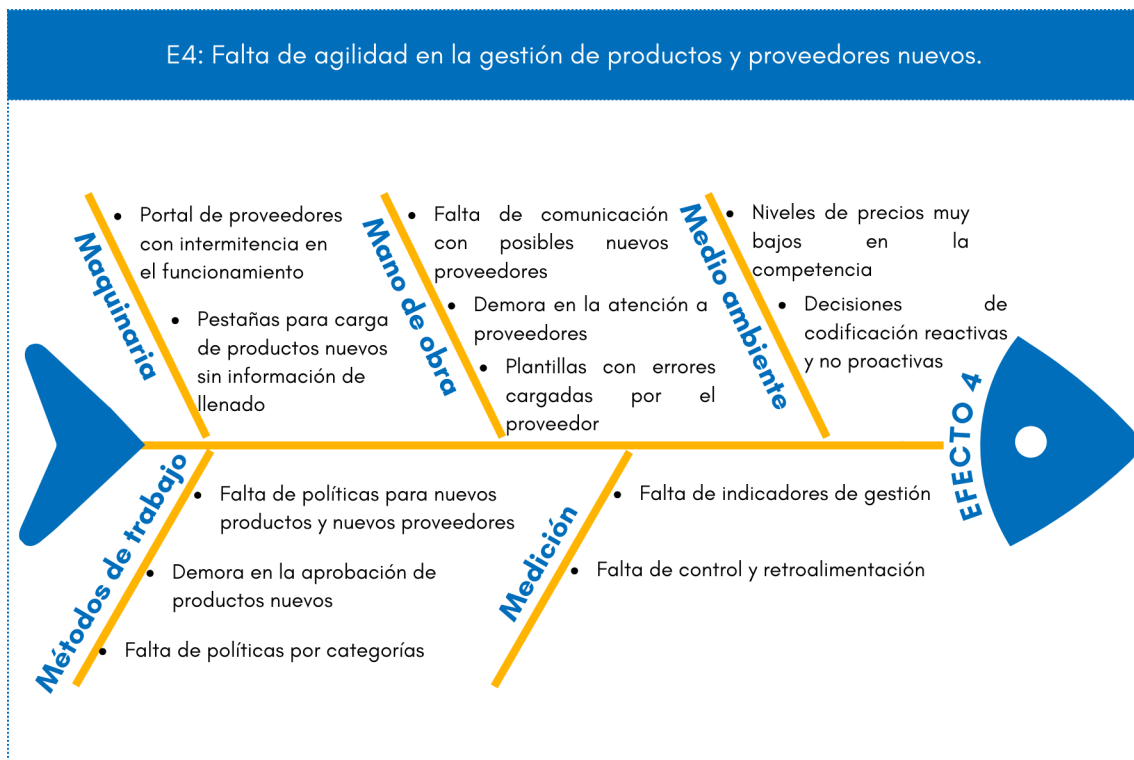 E4: Falta de agilidad en la gestión de productos y proveedores nuevos.
Maquinaria
Portal de proveedores
con intermitencia en
el funcionamiento
Pestañas para carga
de productos nuevos
sin información de
llenado
Mano de obra
Falta de comunicación
con posibles nuevos
proveedores
Demora en la atención a
proveedores
Plantillas con errores
cargadas por el
proveedor
Medio ambiente
Niveles de precios muy
bajos en la
competencia
Decisiones de
codificación reactivas
y no proactivas
EFECTO 4
Métodos de trabajo
Falta de políticas para nuevos
productos y nuevos proveedores
Demora en la aprobación de
productos nuevos
Falta de políticas por categorías
Medición
Falta de indicadores de gestión
Falta de control y retroalimentación